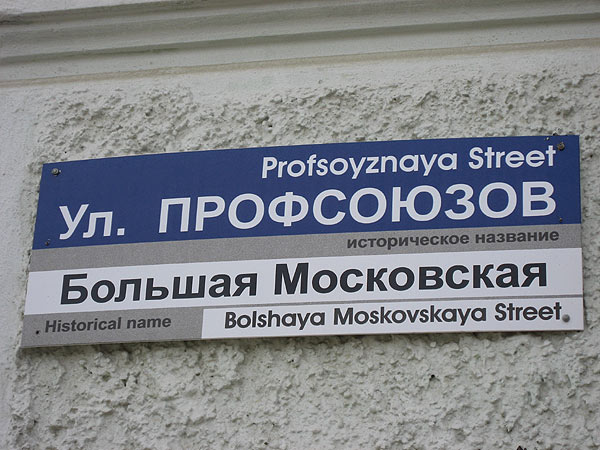 Profsoyznaya Street
Ул. ПРОФСОЮЗОВ
историческое название
Большая Московская
Historical name
Bolshaya Moskovskaya Street